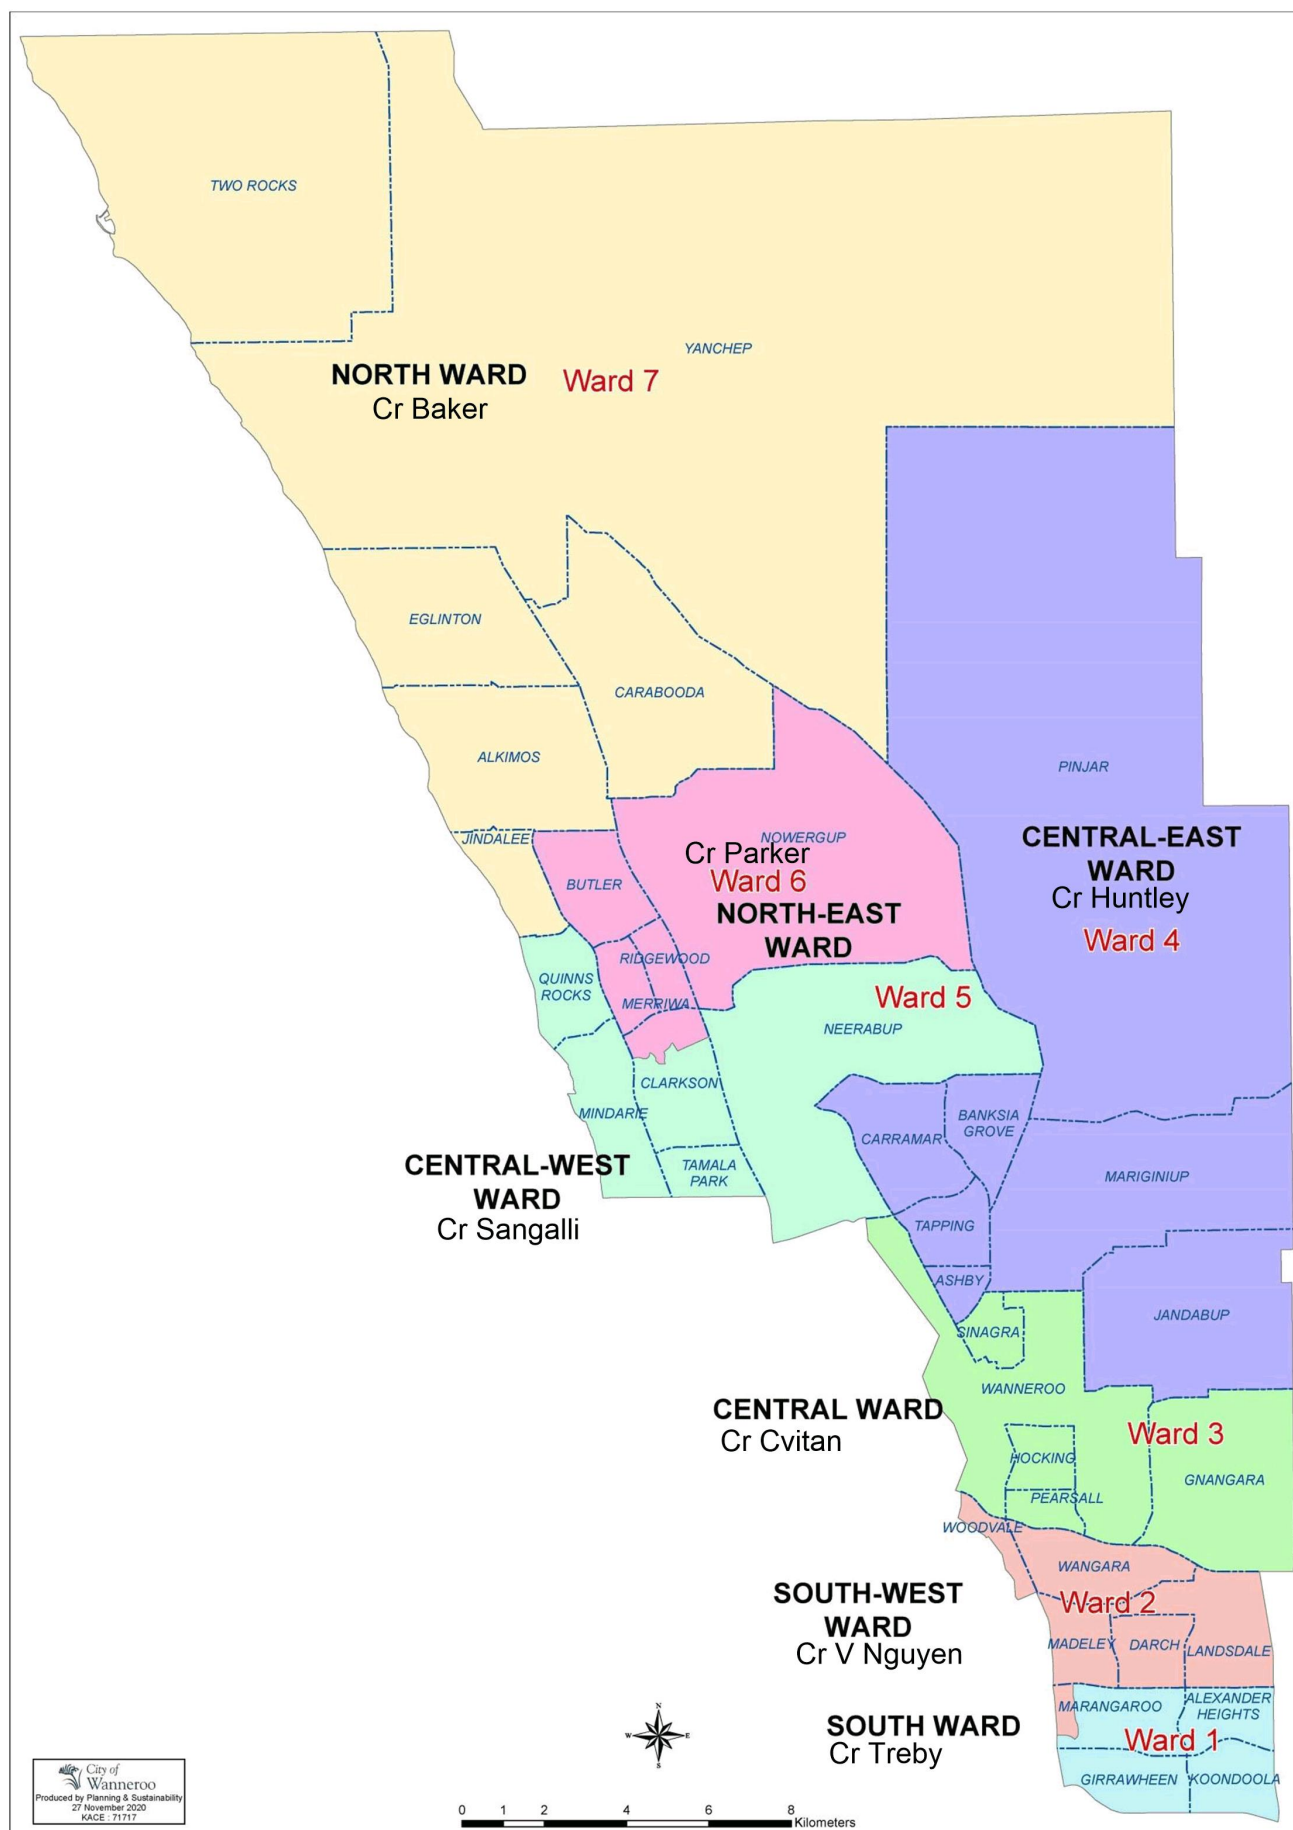 TWO ROCKS
YANCHEP
NORTH WARD
Ward 7
Cr Baker
EGLINTON
CARABOODA
ALKIMOS
PINJAR
JINDALEE
NOWERGUP
Cr Parker
Ward 6
NORTH-EAST
WARD
CENTRAL-EAST
WARD
Cr Huntley
Ward 4
BUTLER
RIDGEWOOD
QUINNS
ROCKS
MERRIWA
Ward 5
NEERABUP
CLARKSON
MINDARIE
BANKSIA
GROVE
CARRAMAR
CENTRAL-WEST
WARD
Cr Sangalli
TAMALA
PARK
MARIGINIUP
TAPPING
ASHBY
JANDABUP
SINAGRA
WANNEROO
CENTRAL WARD
Cr Cvitan
Ward 3
HOCKING
GNANGARA
PEARSALL
WOODVALE
WANGARA
SOUTH-WEST
WARD
Cr V Nguyen
Ward 2
MADELEY
DARCH
LANDSDALE
MARANGAROO
ALEXANDER
HEIGHTS
SOUTH WARD
Cr Treby
Ward 1
GIRRAWHEEN
KOONDOOLA
N
W
E
S
City of
Wanneroo
Produced by Planning & Sustainability
27 November 2020
KACE : 71717
0 1 2 4 6 8
Kilometers